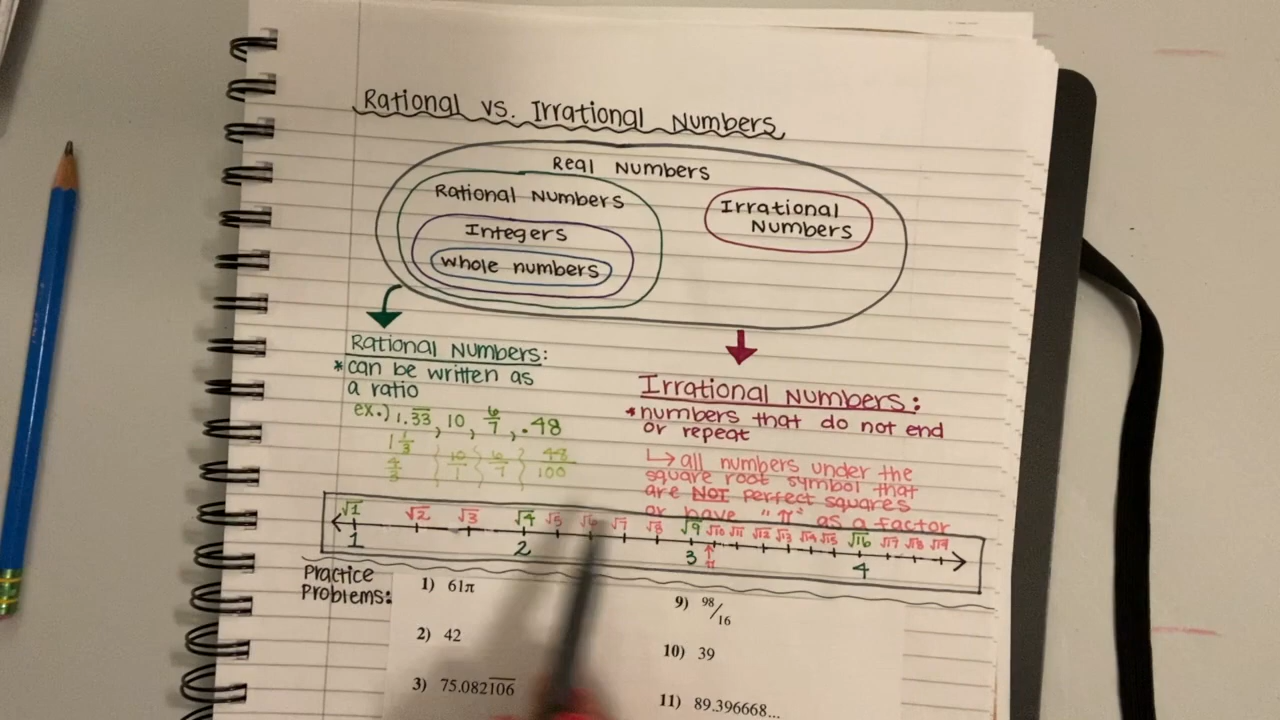 Rational vs. Irrational Numbers
Real Numbers
Rational Numbers
Integers
whole numbers
Irrational
Numbers
Rational Numbers:
*can be written as
a ratio
ex.) 1.3̅3̅, 10, 6/7, .48
1 1/3
4/3 10/1 6/7 48/100
Irrational Numbers:
*numbers that do not end
or repeat
↳ all numbers under the
square root symbol that
are NOT perfect squares
or have "π" as a factor
√1 √2 √3 √4 √5 √6 √7 √8 √9 √10 √11 √12 √13 √14 √15 √16 √17 √18 √19
1 2 3 π 4
Practice
Problems:
1) 61π
2) 42
3) 75.0821̅0̅6̅
9) 98/16
10) 39
11) 89.396668...